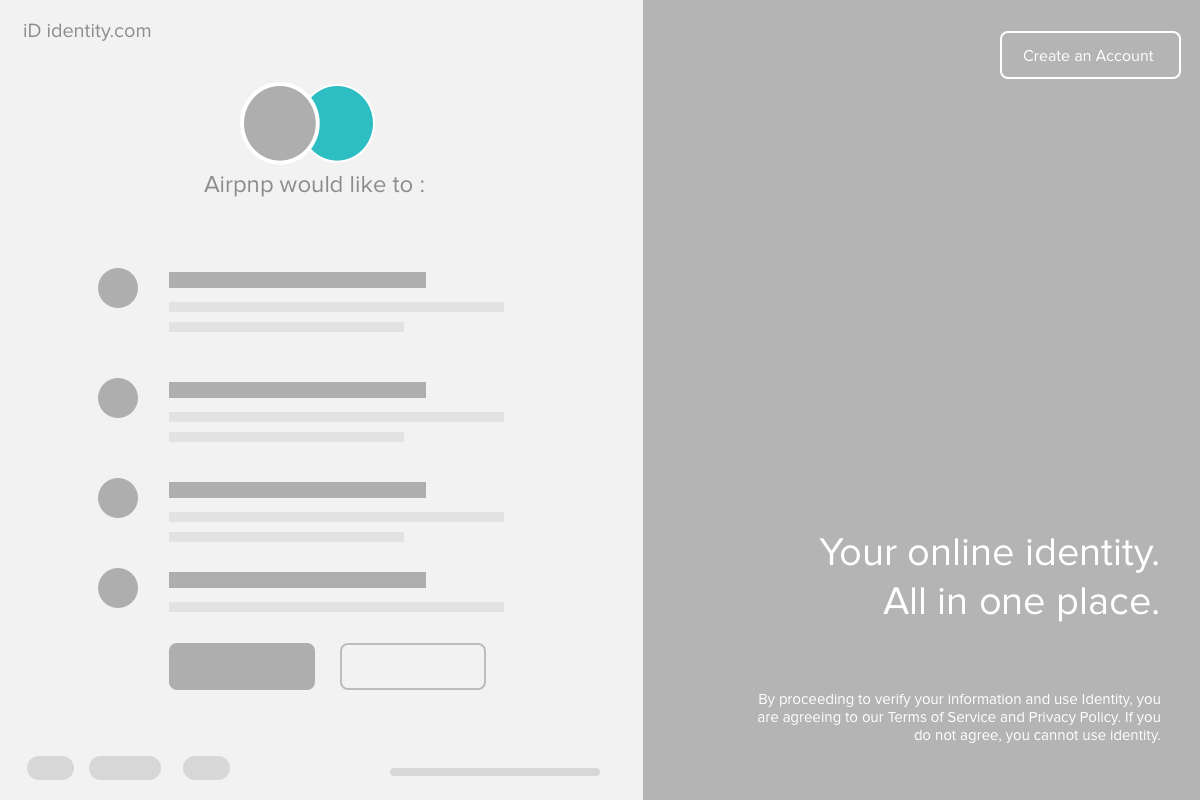 iD identity.com
Create an Account
Airpnp would like to :
Your online identity.
All in one place.
By proceeding to verify your information and use Identity, you
are agreeing to our Terms of Service and Privacy Policy. If you
do not agree, you cannot use identity.